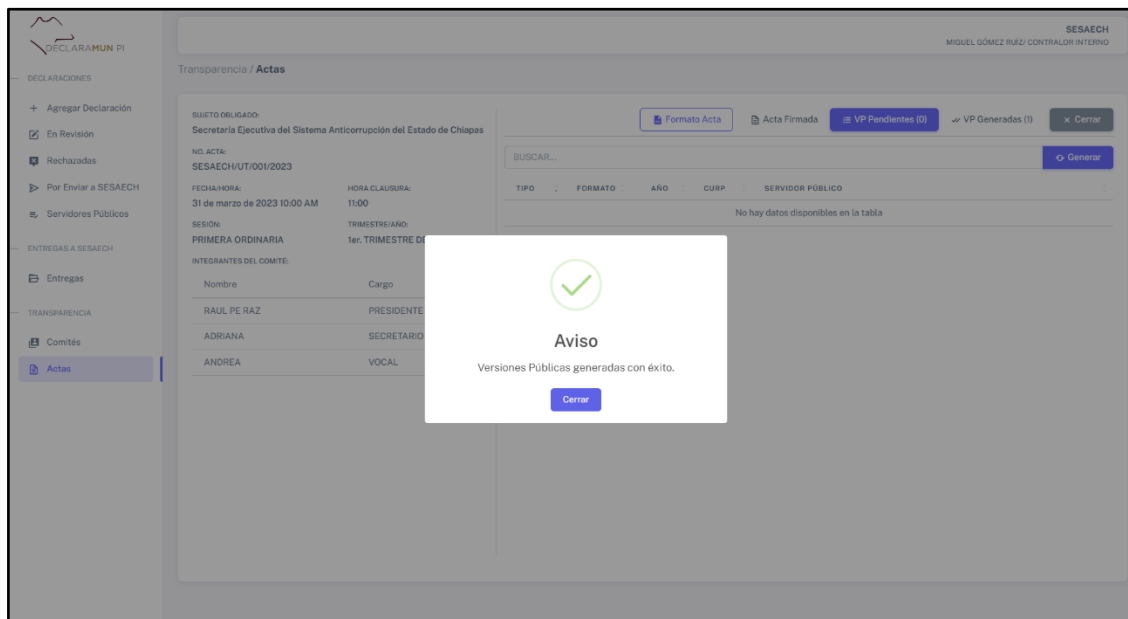 DECLARAMUN PI
SESAECH
MIGUEL GÓMEZ RUÍZ/ CONTRALOR INTERNO
DECLARACIONES
Agregar Declaración
En Revisión
Rechazadas
Por Enviar a SESAECH
Servidores Públicos
ENTREGAS A SESAECH
Entregas
TRANSPARENCIA
Comités
Actas
Transparencia / Actas
SUJETO OBLIGADO:
Secretaría Ejecutiva del Sistema Anticorrupción del Estado de Chiapas
NO. ACTA:
SESAECH/UT/001/2023
FECHA/HORA: HORA CLAUSURA:
31 de marzo de 2023 10:00 AM 11:00
SESIÓN: TRIMESTRE/AÑO:
PRIMERA ORDINARIA 1er. TRIMESTRE DE
INTEGRANTES DEL COMITÉ:
Nombre Cargo
RAUL PE RAZ PRESIDENTE
ADRIANA SECRETARIO
ANDREA VOCAL
Formato Acta Acta Firmada VP Pendientes (0) VP Generadas (1) × Cerrar
BUSCAR... Generar
TIPO FORMATO AÑO CURP SERVIDOR PÚBLICO
No hay datos disponibles en la tabla
Aviso
Versiones Públicas generadas con éxito.
Cerrar